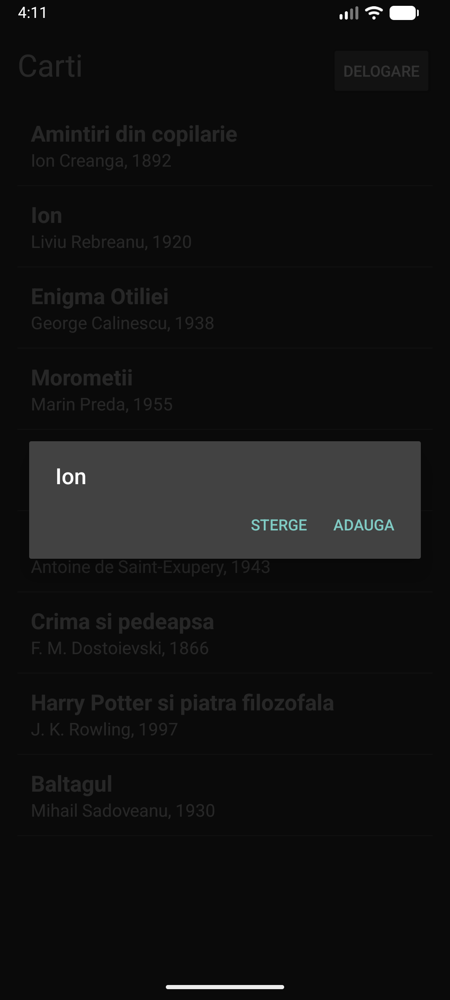 4:11
Carti
DELOGARE
Amintiri din copilarie
Ion Creanga, 1892
Ion
Liviu Rebreanu, 1920
Enigma Otiliei
George Calinescu, 1938
Morometii
Marin Preda, 1955
Ion
STERGE ADAUGA
Antoine de Saint-Exupery, 1943
Crima si pedeapsa
F. M. Dostoievski, 1866
Harry Potter si piatra filozofala
J. K. Rowling, 1997
Baltagul
Mihail Sadoveanu, 1930